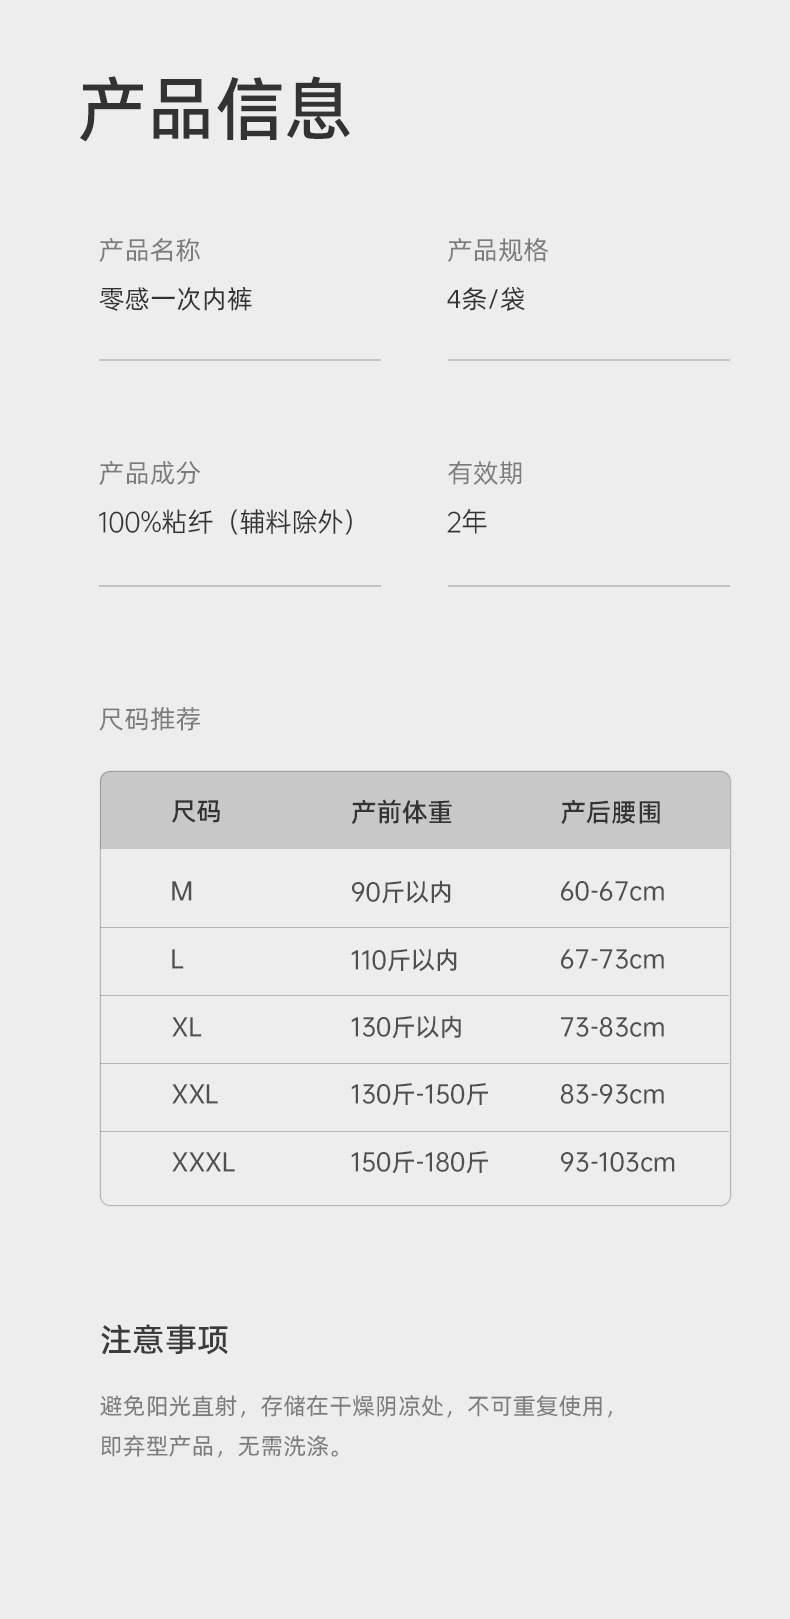 产品信息
产品名称
产品规格
零感一次内裤
4条/袋
产品成分
有效期
100%粘纤（辅料除外）
2年
尺码推荐
尺码 产前体重 产后腰围
M 90斤以内 60-67cm
L 110斤以内 67-73cm
XL 130斤以内 73-83cm
XXL 130斤-150斤 83-93cm
XXXL 150斤-180斤 93-103cm
注意事项
避免阳光直射，存储在干燥阴凉处，不可重复使用，
即弃型产品，无需洗涤。